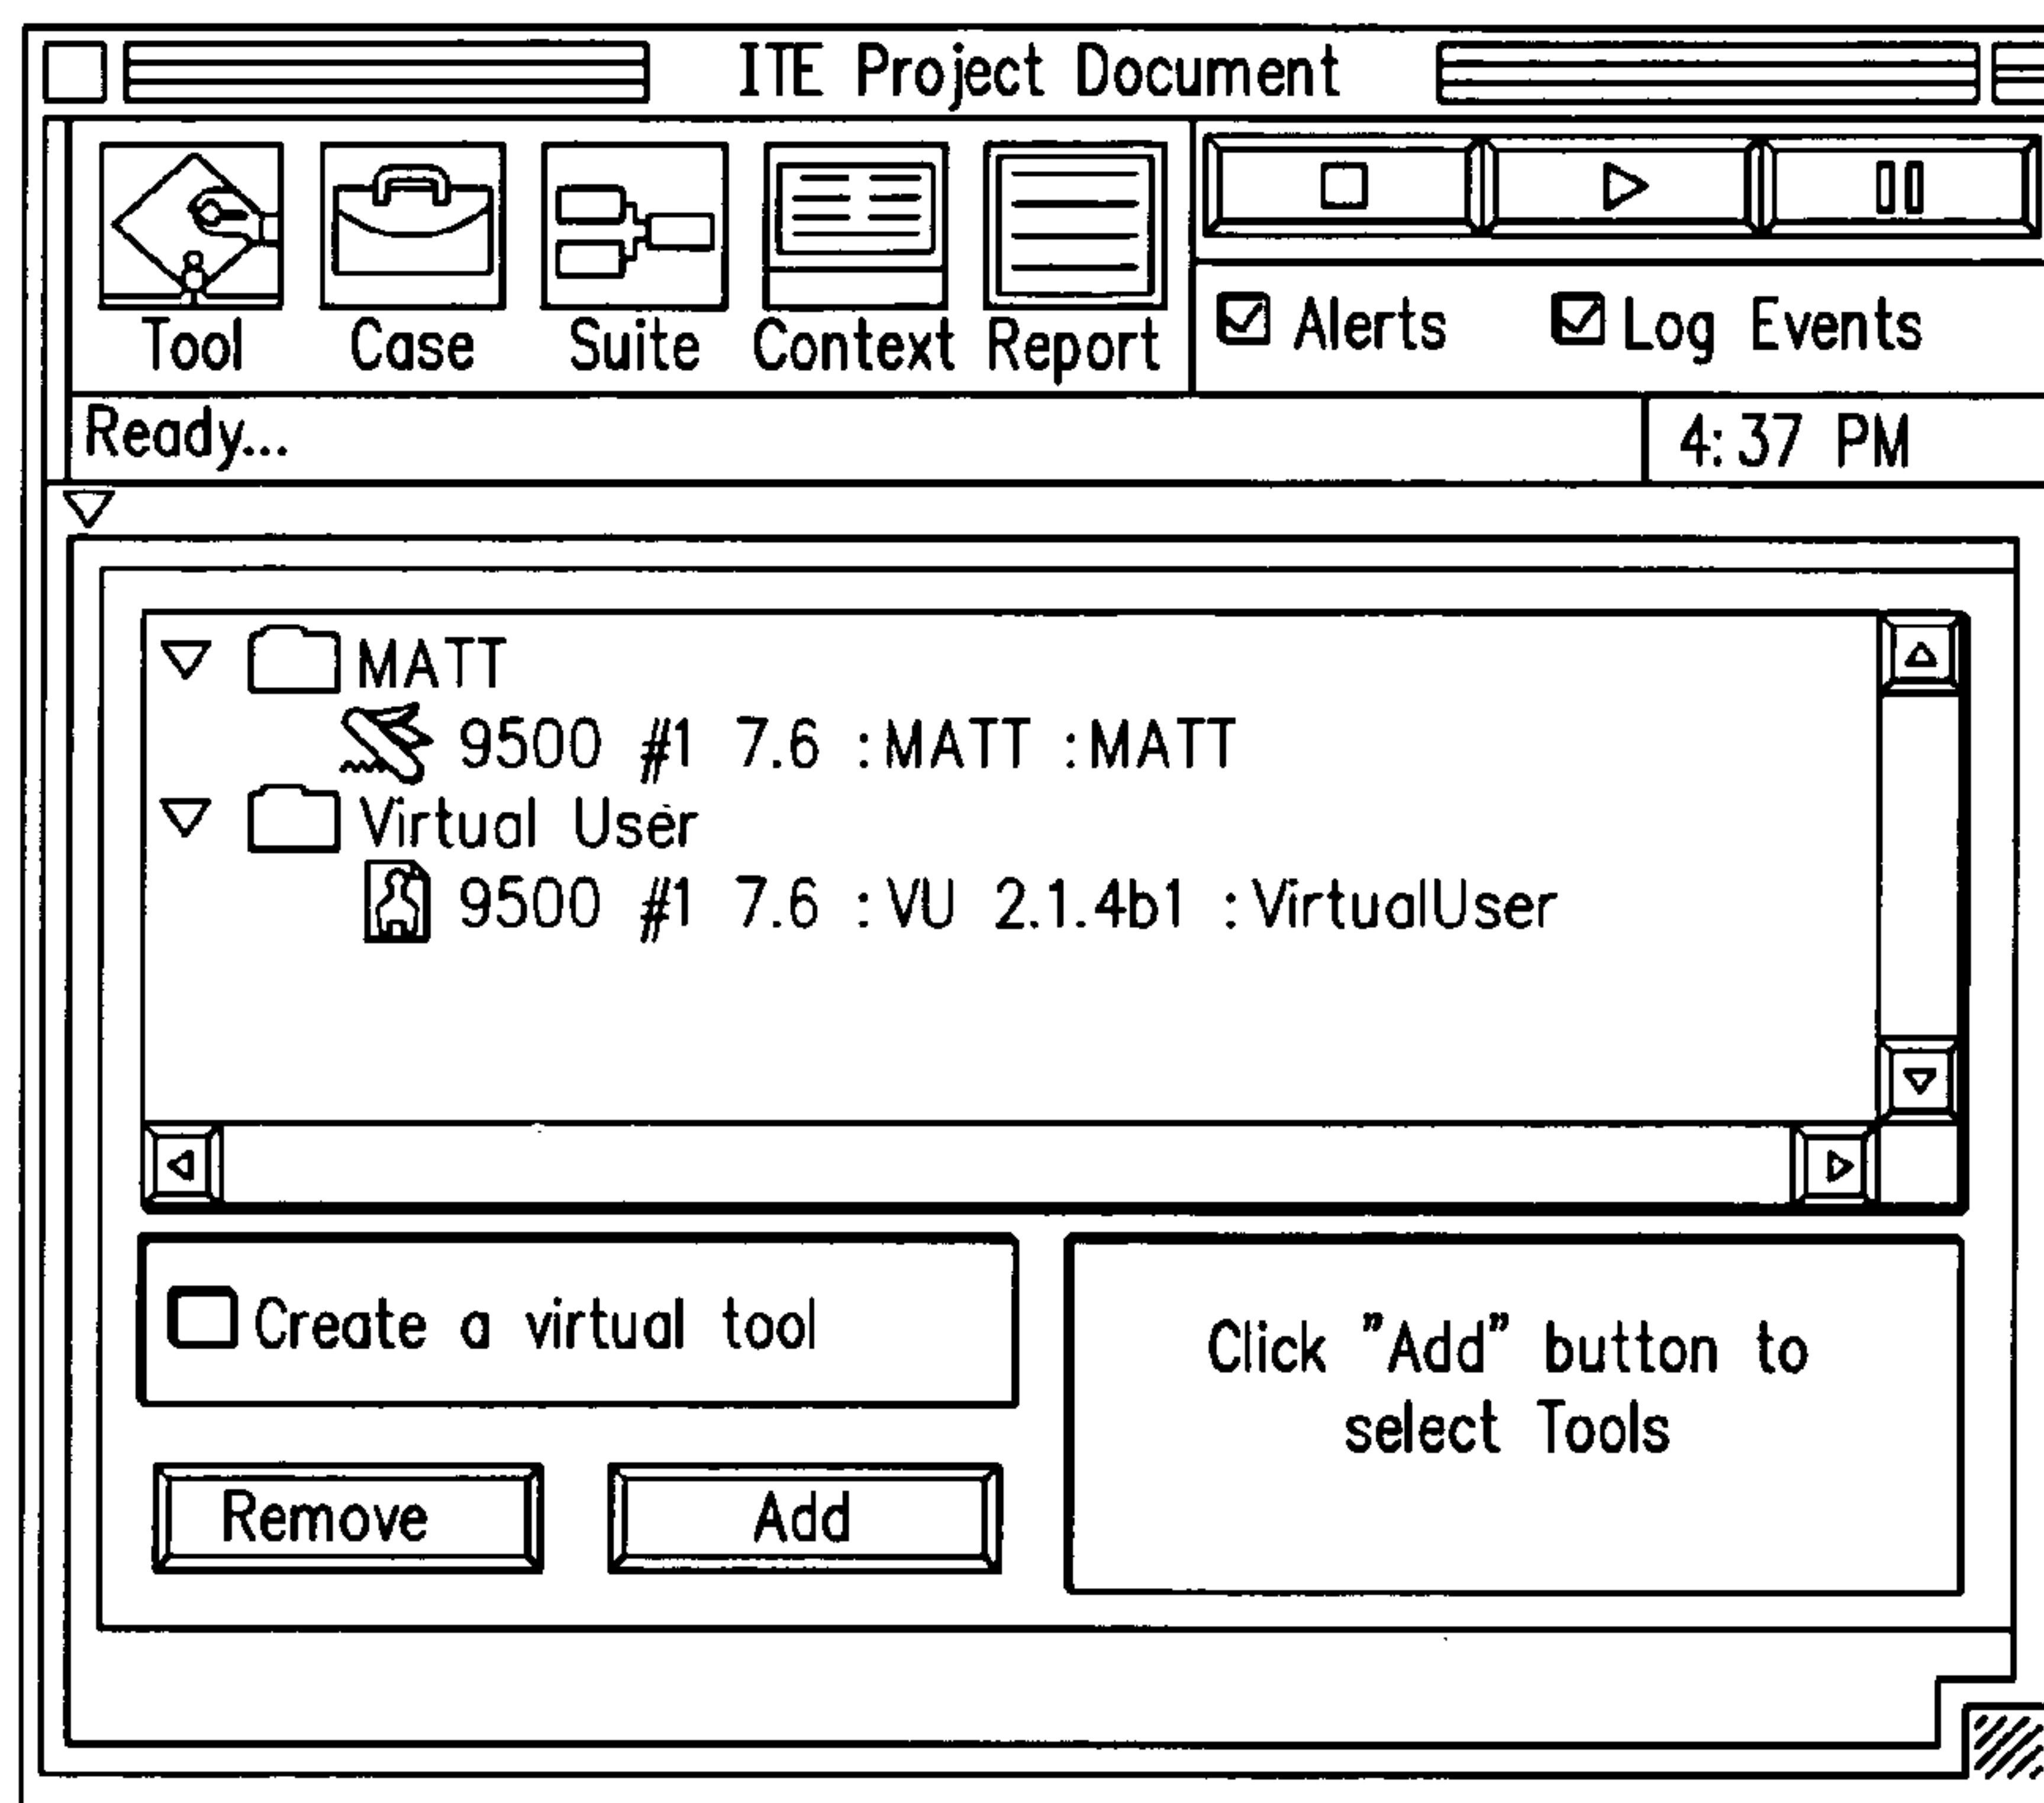 ITE Project Document
Tool Case Suite Context Report
Alerts Log Events
Ready... 4:37 PM
MATT
9500 #1 7.6 :MATT :MATT
Virtual User
9500 #1 7.6 :VU 2.1.4b1 :VirtualUser
Create a virtual tool
Click "Add" button to
select Tools
Remove Add